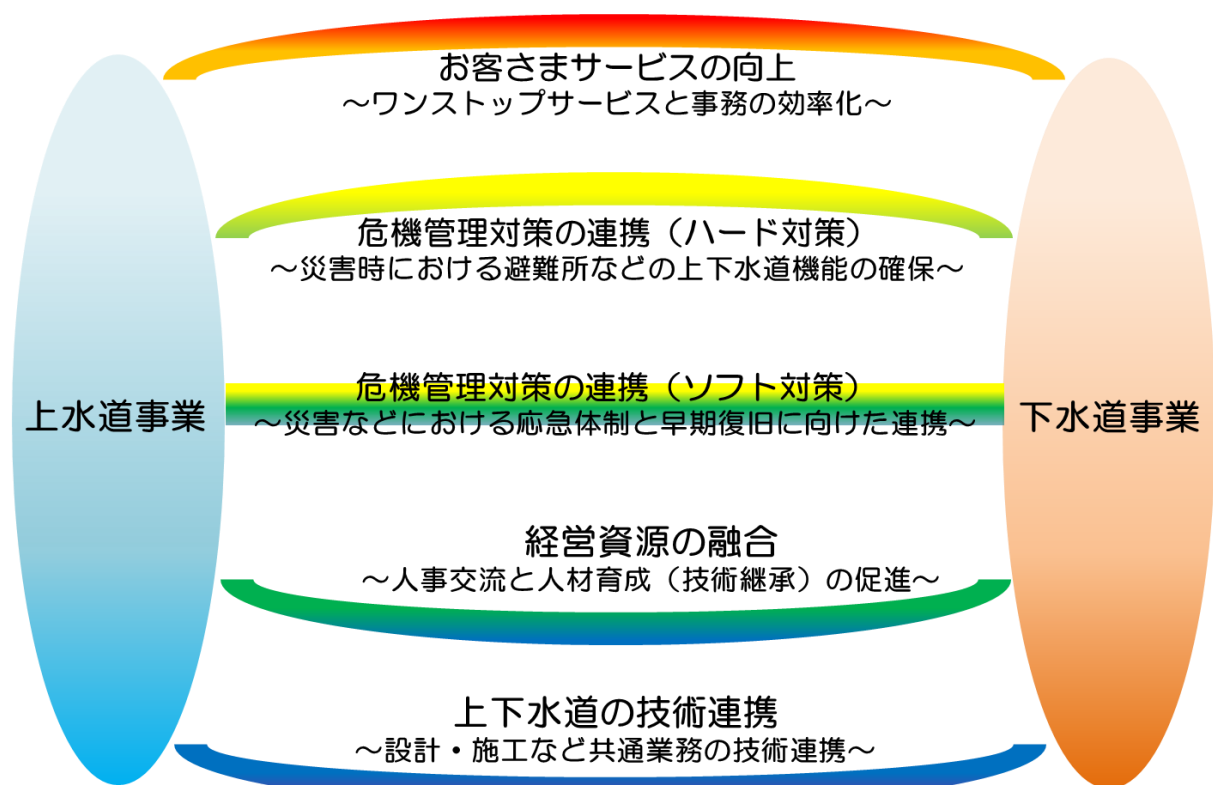 お客さまサービスの向上
～ワンストップサービスと事務の効率化～
危機管理対策の連携（ハード対策）
～災害時における避難所などの上下水道機能の確保～
危機管理対策の連携（ソフト対策）
～災害などにおける応急体制と早期復旧に向けた連携～
上水道事業
下水道事業
経営資源の融合
～人事交流と人材育成（技術継承）の促進～
上下水道の技術連携
～設計・施工など共通業務の技術連携～